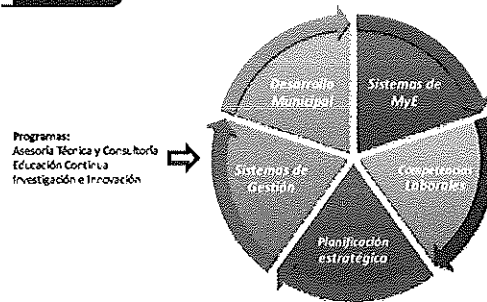 Programas:
Asesoría Técnica y Consultoría
Educación Continua
Investigación e Innovación
Desarrollo
Municipal
Sistemas de
MyE
Competencias
Laborales
Planificación
estratégica
Sistemas de
Gestión